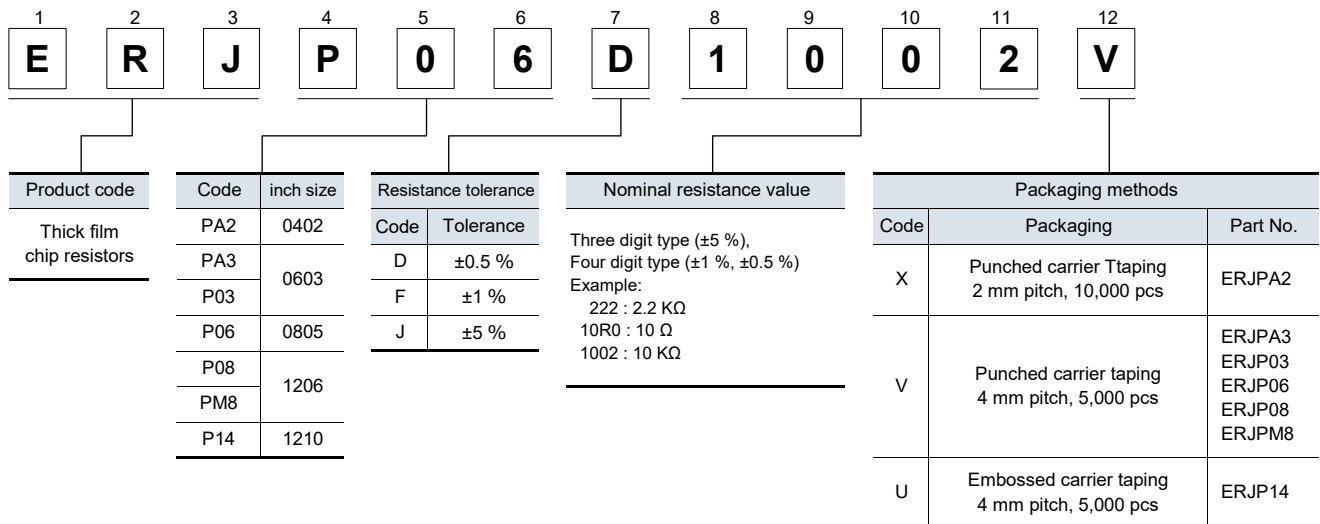 1 2 3 4 5 6 7 8 9 10 11 12
E R J P 0 6 D 1 0 0 2 V
Product code
Thick film
chip resistors
Code inch size
PA2 0402
PA3
P03
0603
P06 0805
P08
PM8
1206
P14 1210
Resistance tolerance
Code Tolerance
D ±0.5 %
F ±1 %
J ±5 %
Nominal resistance value
Three digit type (±5 %),
Four digit type (±1 %, ±0.5 %)
Example:
222 : 2.2 KΩ
10R0 : 10 Ω
1002 : 10 KΩ
Packaging methods
Code Packaging Part No.
X
Punched carrier Ttaping
2 mm pitch, 10,000 pcs
ERJPA2
V
Punched carrier taping
4 mm pitch, 5,000 pcs
ERJPA3
ERJP03
ERJP06
ERJP08
ERJPM8
U
Embossed carrier taping
4 mm pitch, 5,000 pcs
ERJP14